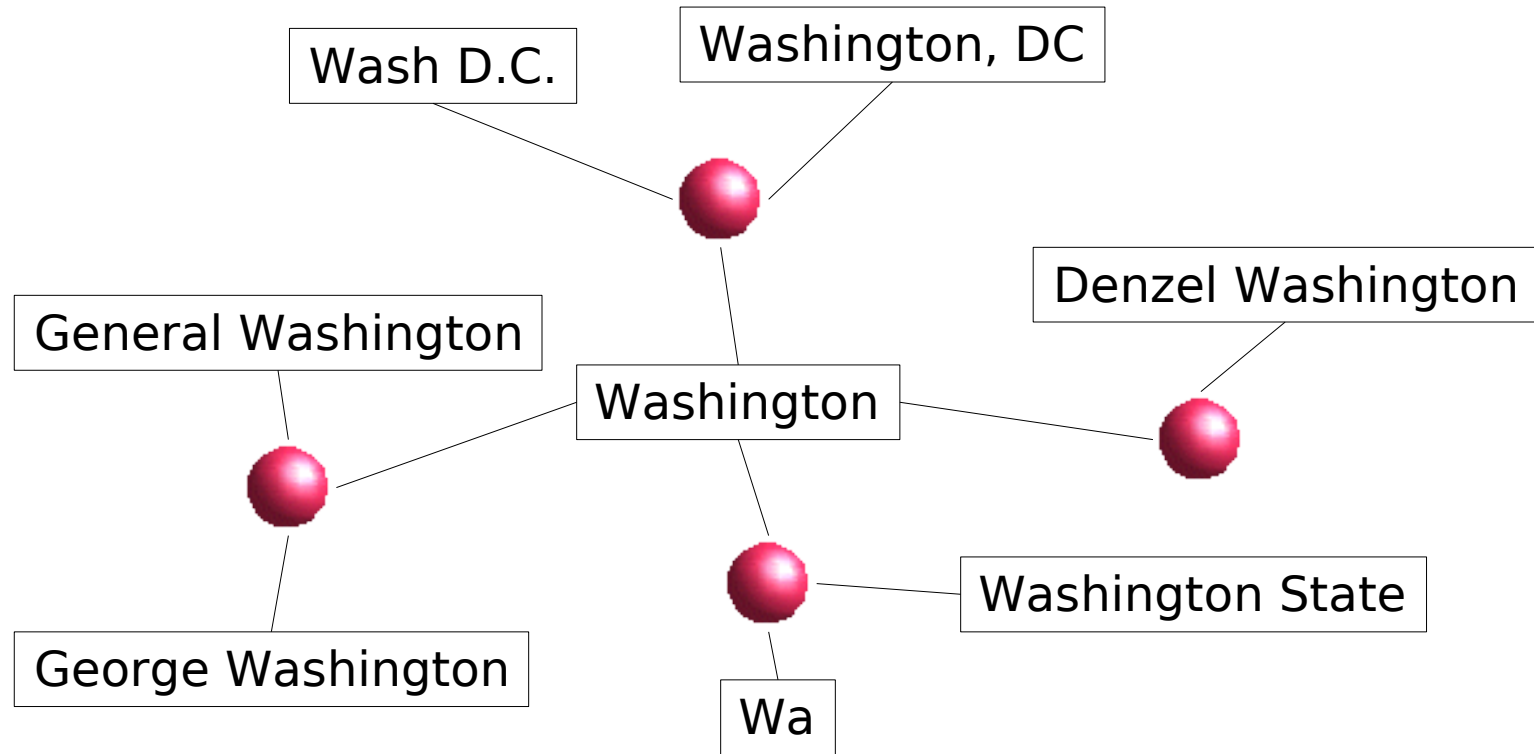 Wash D.C.
Washington, DC
Denzel Washington
General Washington
Washington
Washington State
George Washington
Wa